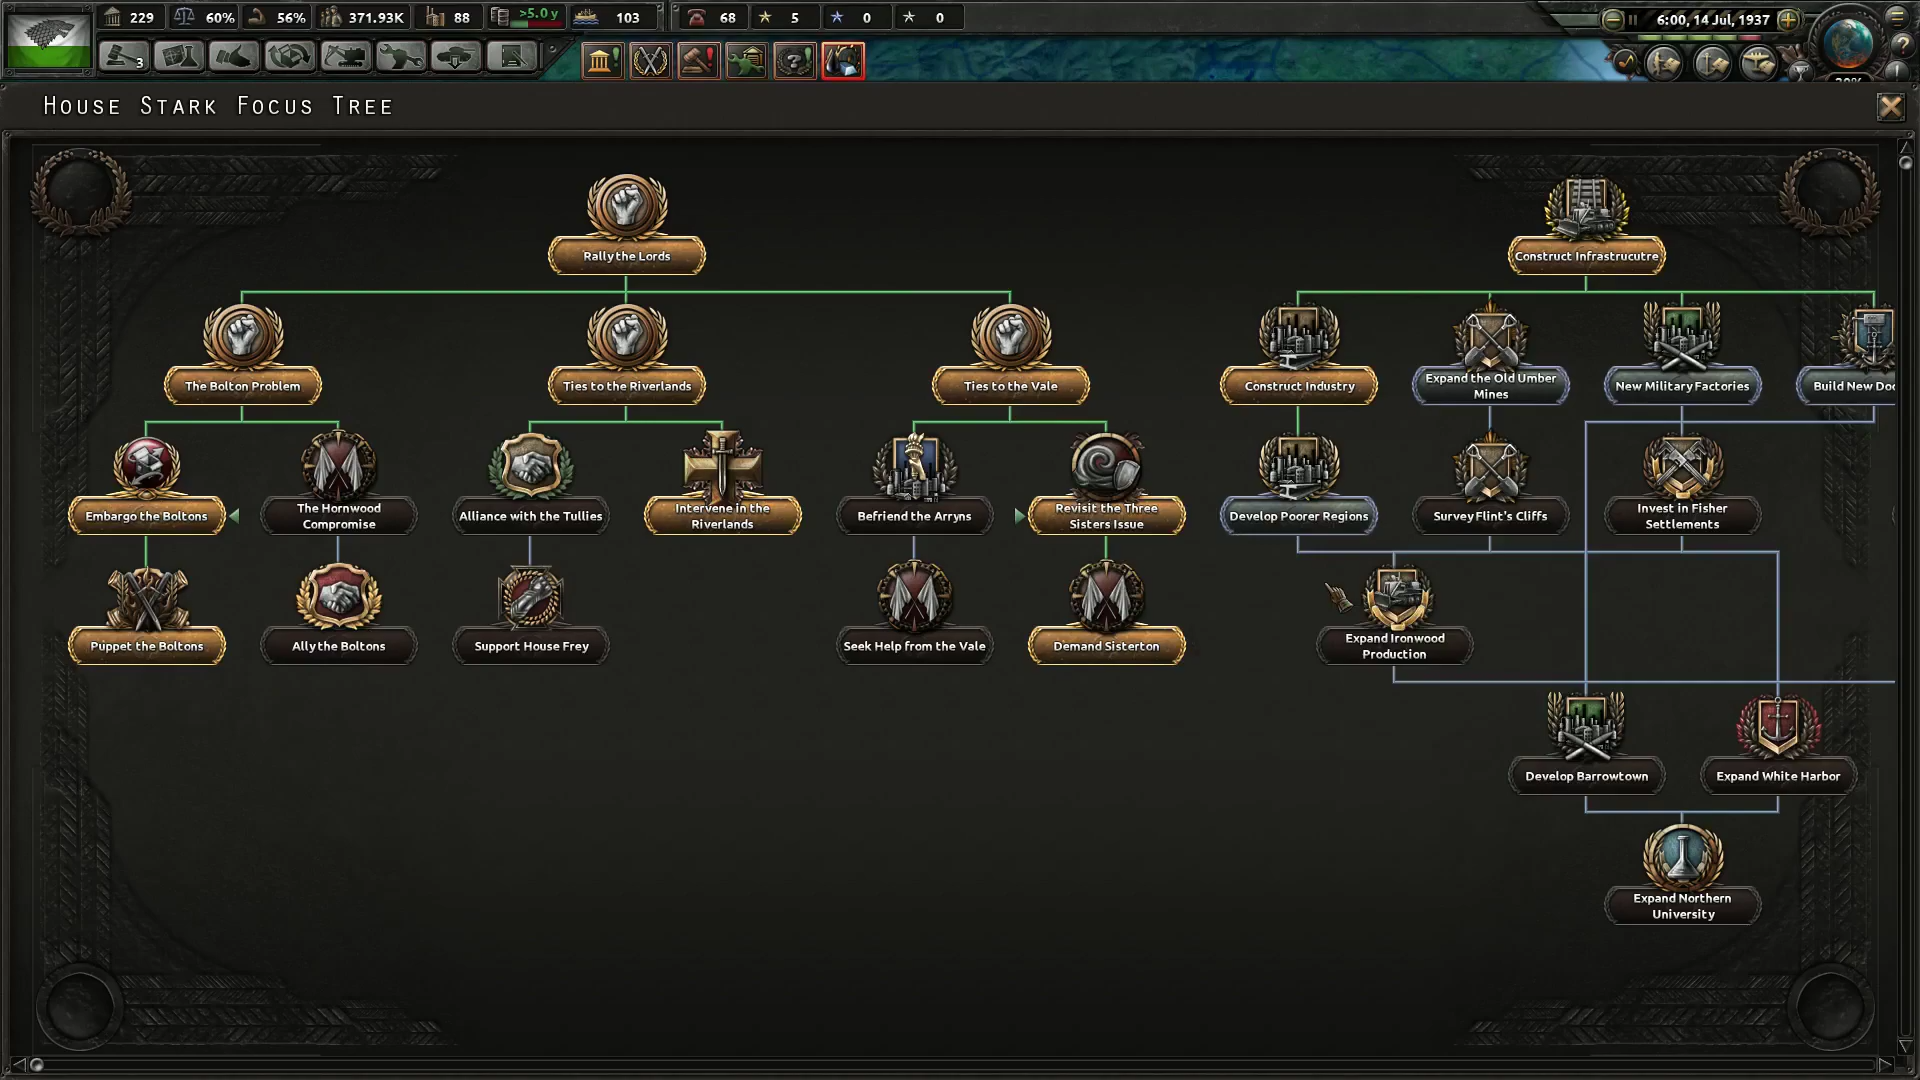 229
60%
56%
371.93K
88
>5.0 y
103
68
5
0
0
6:00, 14 Jul, 1937
3
House Stark Focus Tree
Rally the Lords
Construct Infrastrucutre
The Bolton Problem
Ties to the Riverlands
Ties to the Vale
Construct Industry
Expand the Old Umber
Mines
New Military Factories
Build New Doc
Embargo the Boltons
The Hornwood
Compromise
Alliance with the Tullies
Intervene in the
Riverlands
Befriend the Arryns
Revisit the Three
Sisters Issue
Develop Poorer Regions
Survey Flint's Cliffs
Invest in Fisher
Settlements
Puppet the Boltons
Ally the Boltons
Support House Frey
Seek Help from the Vale
Demand Sisterton
Expand Ironwood
Production
Develop Barrowtown
Expand White Harbor
Expand Northern
University